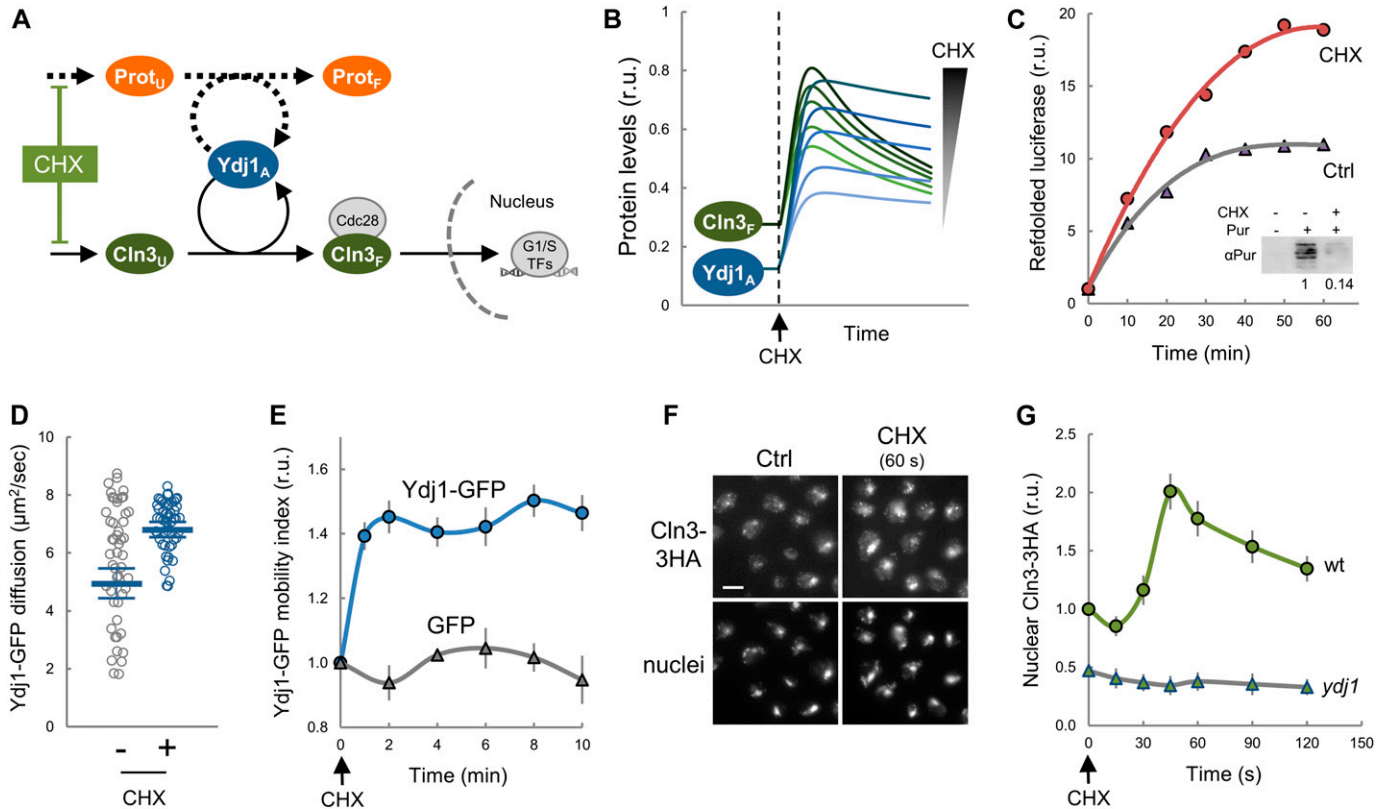 A
Prot_U
Prot_F
CHX
Ydj1_A
Cdc28
Cln3_U
Cln3_F
Nucleus
G1/S
TFs
B
Protein levels (r.u.)
1
0.8
0.6
0.4
0.2
0
CHX
Cln3_F
Ydj1_A
Time
CHX
C
Refdolded luciferase (r.u.)
20
15
10
5
0
CHX
Ctrl
CHX - - +
Pur - + +
αPur
1 0.14
0 10 20 30 40 50 60
Time (min)
D
Ydj1-GFP diffusion (µm²/sec)
10
8
6
4
2
0
- +
CHX
E
Ydj1-GFP mobility index (r.u.)
1.6
1.4
1.2
1.0
0.8
Ydj1-GFP
GFP
0 2 4 6 8 10
Time (min)
CHX
F
Ctrl
CHX
(60 s)
Cln3-
3HA
nuclei
G
Nuclear Cln3-3HA (r.u.)
2.5
2.0
1.5
1.0
0.5
0.0
wt
ydj1
0 30 60 90 120 150
Time (s)
CHX